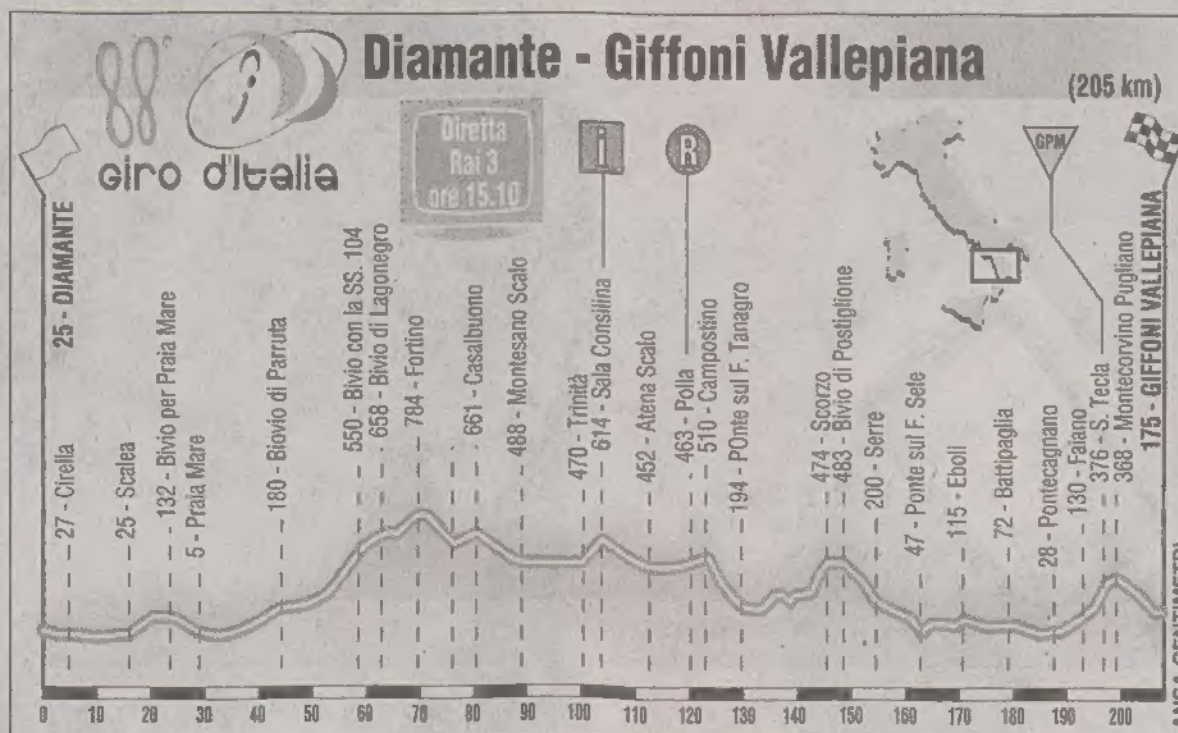 Diamante - Giffoni Vallepiana
(205 km)
88°
Giro d'Italia
Diretta
Rai 3
ore 15.10
i
R
GPM
25 - DIAMANTE
27 - Cirella
25 - Scalea
132 - Bivio per Praia Mare
5 - Praia Mare
180 - Biovio di Parruta
550 - Bivio con la SS. 104
658 - Bivio di Lagonegro
784 - Fortino
661 - Casalbuono
488 - Montesano Scalo
470 - Trinità
614 - Sala Consilina
452 - Atena Scalo
463 - Polla
510 - Campostino
194 - POnte sul F. Tanagro
474 - Scorzo
483 - Bivio di Postiglione
200 - Serre
47 - Ponte sul F. Sele
115 - Eboli
72 - Battipaglia
28 - Pontecagnano
130 - Faiano
376 - S. Tecla
368 - Montecorvino Pugliano
175 - GIFFONI VALLEPIANA
0 10 20 30 40 50 60 70 80 90 100 110 120 130 140 150 160 170 180 190 200
ANSA-CENTIMETRI